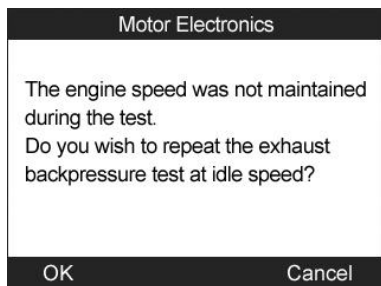 Motor Electronics
The engine speed was not maintained
during the test.
Do you wish to repeat the exhaust
backpressure test at idle speed?
OK Cancel